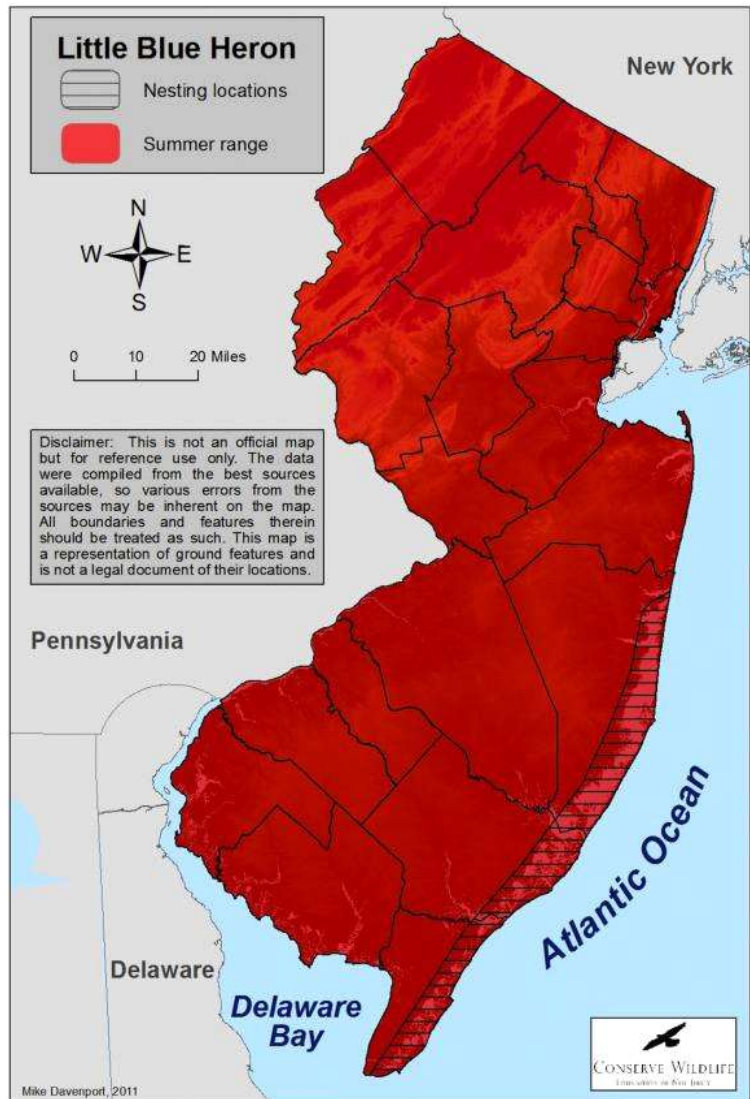 Little Blue Heron
Nesting locations
Summer range
New York
N
W E
S
0 10 20 Miles
Disclaimer: This is not an official map
but for reference use only. The data
were compiled from the best sources
available, so various errors from the
sources may be inherent on the map.
All boundaries and features therein
should be treated as such. This map is
a representation of ground features and
is not a legal document of their locations.
Pennsylvania
Atlantic Ocean
Delaware
Delaware
Bay
CONSERVE WILDLIFE
FOUNDATION OF NEW JERSEY
Mike Davenport, 2011